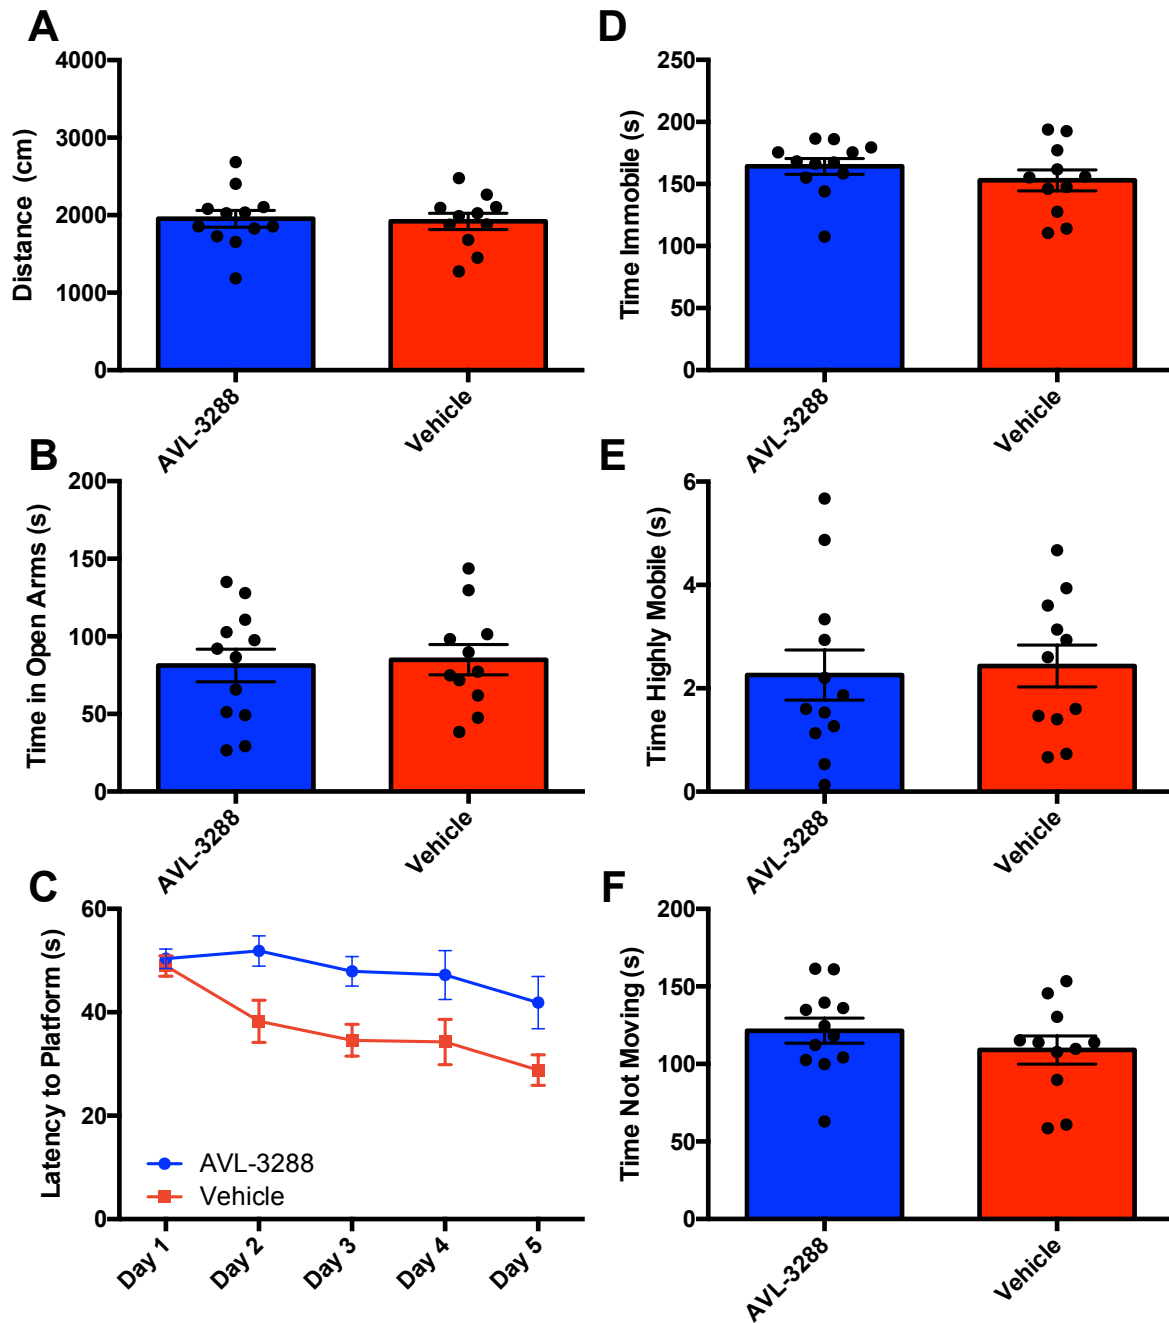 A
Distance (cm)
4000
3000
2000
1000
0
AVL-3288
Vehicle
D
Time Immobile (s)
250
200
150
100
50
0
AVL-3288
Vehicle
B
Time in Open Arms (s)
200
150
100
50
0
AVL-3288
Vehicle
E
Time Highly Mobile (s)
6
4
2
0
AVL-3288
Vehicle
C
Latency to Platform (s)
60
40
20
0
AVL-3288
Vehicle
Day 1
Day 2
Day 3
Day 4
Day 5
F
Time Not Moving (s)
200
150
100
50
0
AVL-3288
Vehicle